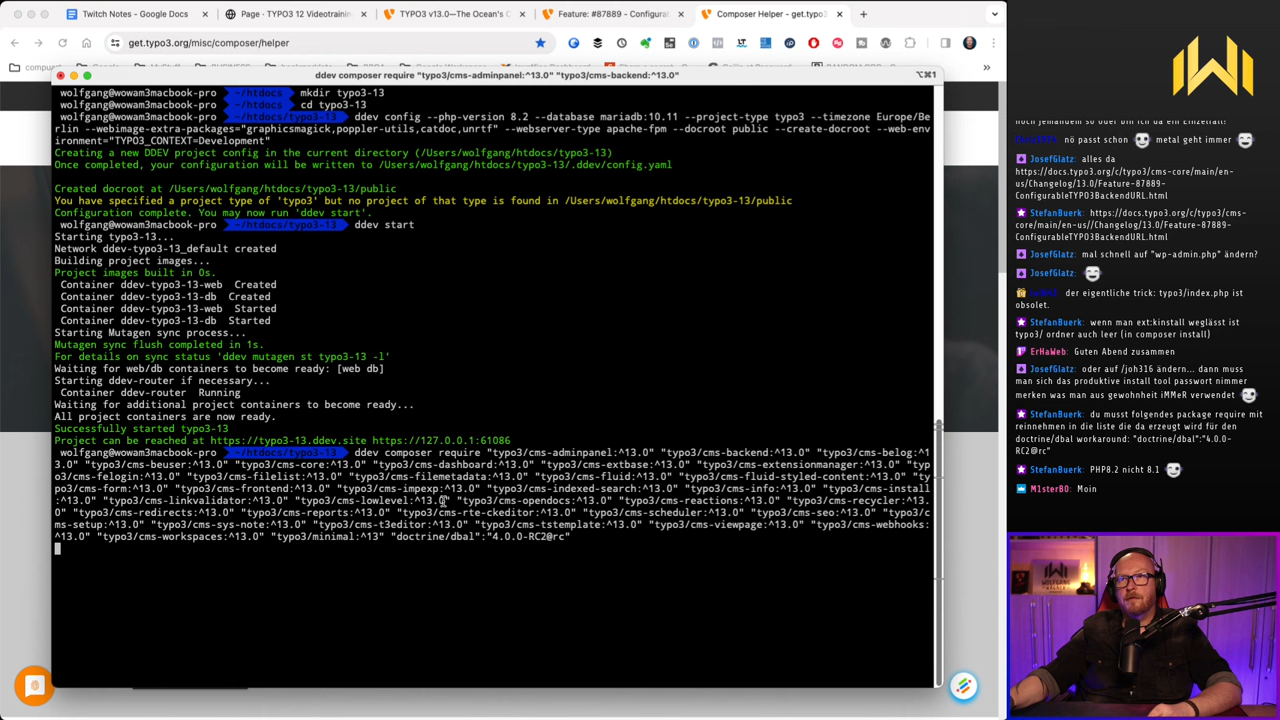 Twitch Notes – Google Docs
Page · TYPO3 12 Videotraining
TYPO3 v13.0—The Ocean's C
Feature: #87889 - Configurab
Composer Helper - get.typo3
get.typo3.org/misc/composer/helper
ddev composer require "typo3/cms-adminpanel:^13.0" "typo3/cms-backend:^13.0"
⌥⌘1
wolfgang@wowam3macbook-pro ~/htdocs mkdir typo3-13
wolfgang@wowam3macbook-pro ~/htdocs cd typo3-13
wolfgang@wowam3macbook-pro ~/htdocs/typo3-13 ddev config --php-version 8.2 --database mariadb:10.11 --project-type typo3 --timezone Europe/Be
rlin --webimage-extra-packages="graphicsmagick,poppler-utils,catdoc,unrtf" --webserver-type apache-fpm --docroot public --create-docroot --web-env
ironment="TYPO3_CONTEXT=Development"
Creating a new DDEV project config in the current directory (/Users/wolfgang/htdocs/typo3-13)
Once completed, your configuration will be written to /Users/wolfgang/htdocs/typo3-13/.ddev/config.yaml
Created docroot at /Users/wolfgang/htdocs/typo3-13/public
You have specified a project type of 'typo3' but no project of that type is found in /Users/wolfgang/htdocs/typo3-13/public
Configuration complete. You may now run 'ddev start'.
wolfgang@wowam3macbook-pro ~/htdocs/typo3-13 ddev start
Starting typo3-13...
Network ddev-typo3-13_default created
Building project images...
Project images built in 0s.
Container ddev-typo3-13-web Created
Container ddev-typo3-13-db Created
Container ddev-typo3-13-web Started
Container ddev-typo3-13-db Started
Starting Mutagen sync process...
Mutagen sync flush completed in 1s.
For details on sync status 'ddev mutagen st typo3-13 -l'
Waiting for web/db containers to become ready: [web db]
Starting ddev-router if necessary...
Container ddev-router Running
Waiting for additional project containers to become ready...
All project containers are now ready.
Successfully started typo3-13
Project can be reached at https://typo3-13.ddev.site https://127.0.0.1:61086
wolfgang@wowam3macbook-pro ~/htdocs/typo3-13 ddev composer require "typo3/cms-adminpanel:^13.0" "typo3/cms-backend:^13.0" "typo3/cms-belog:^1
3.0" "typo3/cms-beuser:^13.0" "typo3/cms-core:^13.0" "typo3/cms-dashboard:^13.0" "typo3/cms-extbase:^13.0" "typo3/cms-extensionmanager:^13.0" "typ
o3/cms-felogin:^13.0" "typo3/cms-filelist:^13.0" "typo3/cms-filemetadata:^13.0" "typo3/cms-fluid:^13.0" "typo3/cms-fluid-styled-content:^13.0" "ty
po3/cms-form:^13.0" "typo3/cms-frontend:^13.0" "typo3/cms-impexp:^13.0" "typo3/cms-indexed-search:^13.0" "typo3/cms-info:^13.0" "typo3/cms-install
:^13.0" "typo3/cms-linkvalidator:^13.0" "typo3/cms-lowlevel:^13.0" "typo3/cms-opendocs:^13.0" "typo3/cms-reactions:^13.0" "typo3/cms-recycler:^13.
0" "typo3/cms-redirects:^13.0" "typo3/cms-reports:^13.0" "typo3/cms-rte-ckeditor:^13.0" "typo3/cms-scheduler:^13.0" "typo3/cms-seo:^13.0" "typo3/c
ms-setup:^13.0" "typo3/cms-sys-note:^13.0" "typo3/cms-t3editor:^13.0" "typo3/cms-tstemplate:^13.0" "typo3/cms-viewpage:^13.0" "typo3/cms-webhooks:
^13.0" "typo3/cms-workspaces:^13.0" "typo3/minimal:^13" "doctrine/dbal":"4.0.0-RC2@rc"
nö passt schon metal geht immer
JosefGlatz: alles da
https://docs.typo3.org/c/typo3/cms-core/main/en-
us/Changelog/13.0/Feature-87889-
ConfigurableTYPO3BackendURL.html
StefanBuerk: https://docs.typo3.org/c/typo3/cms-
core/main/en-us//Changelog/13.0/Feature-87889-
ConfigurableTYPO3BackendURL.html
JosefGlatz: mal schnell auf "wp-admin.php" ändern?
JosefGlatz:
der eigentliche trick: typo3/index.php ist
obsolet.
StefanBuerk: wenn man ext:kinstall weglässt ist
typo3/ ordner auch leer (in composer install)
ErHaWeb: Guten Abend zusammen
JosefGlatz: oder auf /joh316 ändern... dann muss
man sich das produktive install tool passwort nimmer
merken was man aus gewohnheit iMMeR verwendet
StefanBuerk: du musst folgendes package require mit
reinnehmen in die liste die da erzeugt wird für den
doctrine/dbal workaround: "doctrine/dbal":"4.0.0-
RC2@rc"
StefanBuerk: PHP8.2 nicht 8.1
M1sterB0: Moin